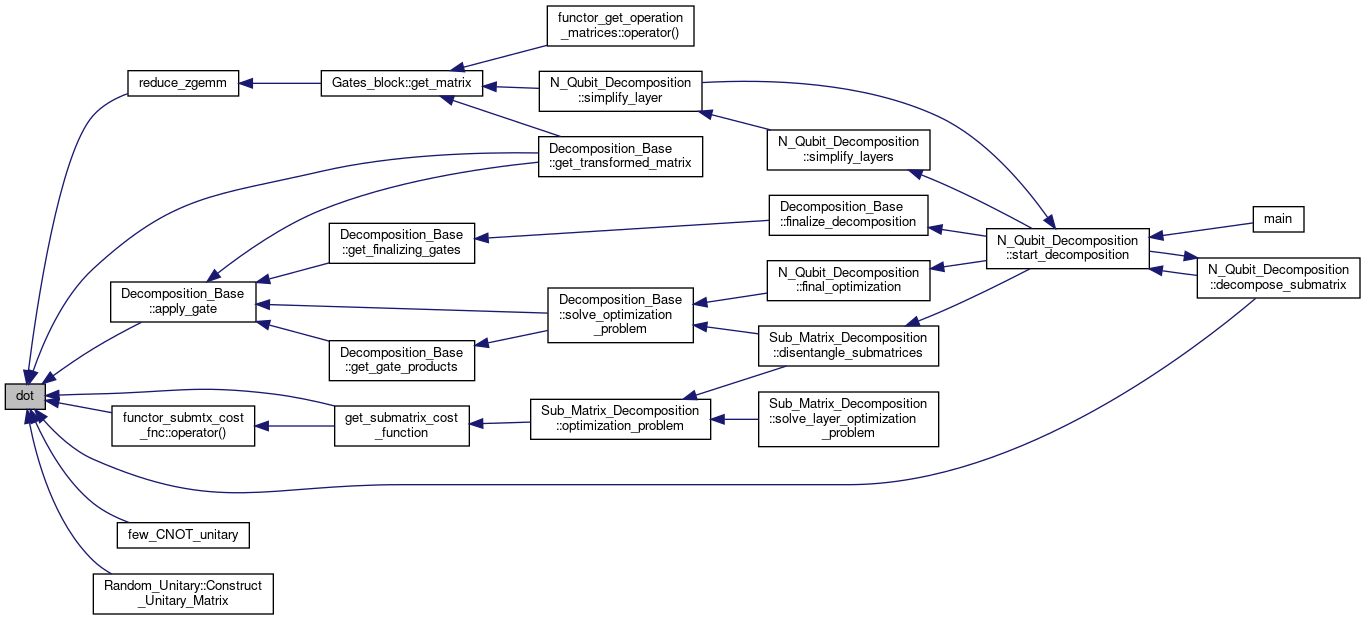 functor_get_operation
_matrices::operator()
reduce_zgemm
Gates_block::get_matrix
N_Qubit_Decomposition
::simplify_layer
N_Qubit_Decomposition
::simplify_layers
Decomposition_Base
::get_transformed_matrix
Decomposition_Base
::finalize_decomposition
Decomposition_Base
::get_finalizing_gates
N_Qubit_Decomposition
::start_decomposition
main
N_Qubit_Decomposition
::decompose_submatrix
N_Qubit_Decomposition
::final_optimization
Decomposition_Base
::apply_gate
Decomposition_Base
::solve_optimization
_problem
Sub_Matrix_Decomposition
::disentangle_submatrices
Decomposition_Base
::get_gate_products
dot
functor_submtx_cost
_fnc::operator()
get_submatrix_cost
_function
Sub_Matrix_Decomposition
::optimization_problem
Sub_Matrix_Decomposition
::solve_layer_optimization
_problem
few_CNOT_unitary
Random_Unitary::Construct
_Unitary_Matrix